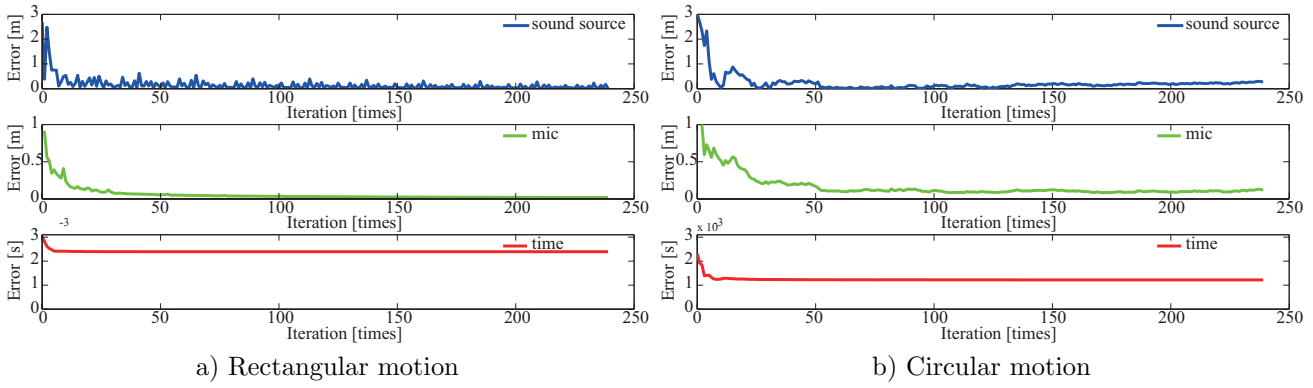 3
2
1
0
Error [m]
sound source
0 50 100 150 200 250
Iteration [times]
1
0.5
0
Error [m]
mic
0 50 100 150 200 250
Iteration [times]
-3
3
2
1
0
Error [s]
time
0 50 100 150 200 250
Iteration [times]
a) Rectangular motion
3
2
1
0
Error [m]
sound source
0 50 100 150 200 250
Iteration [times]
1
0.5
0
Error [m]
mic
0 50 100 150 200 250
Iteration [times]
x 10³
3
2
1
0
Error [s]
time
0 50 100 150 200 250
Iteration [times]
b) Circular motion